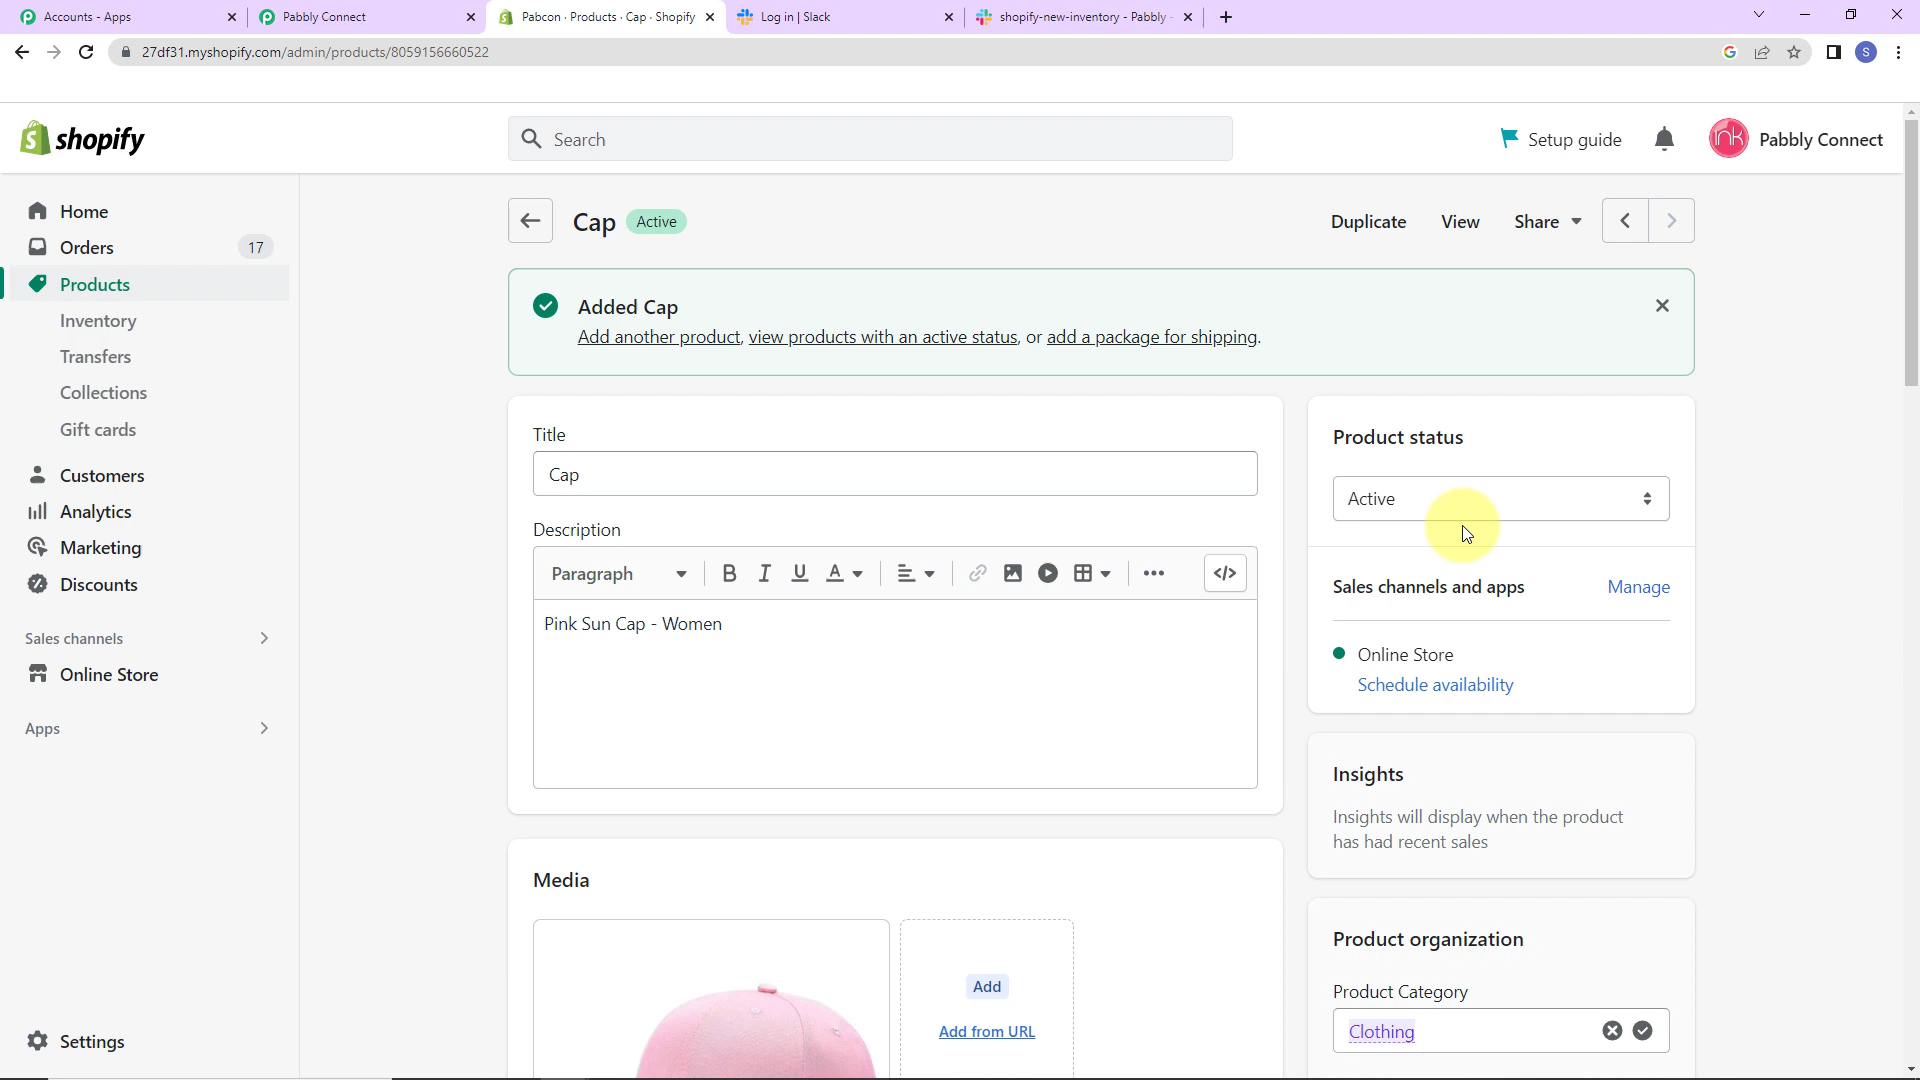 Accounts - Apps
Pabbly Connect
Pabcon · Products · Cap · Shopify
Log in | Slack
shopify-new-inventory - Pabbly
27df31.myshopify.com/admin/products/8059156660522
S
shopify
Search
Setup guide
ink
Pabbly Connect
Home
Orders
17
Products
Inventory
Transfers
Collections
Gift cards
Customers
Analytics
Marketing
Discounts
Sales channels
Online Store
Apps
Settings
Cap
Active
Duplicate
View
Share
Added Cap
Add another product, view products with an active status, or add a package for shipping.
Title
Cap
Description
Paragraph
B I U A
</>
Pink Sun Cap - Women
Media
Add
Add from URL
Product status
Active
Sales channels and apps
Manage
Online Store
Schedule availability
Insights
Insights will display when the product
has had recent sales
Product organization
Product Category
Clothing